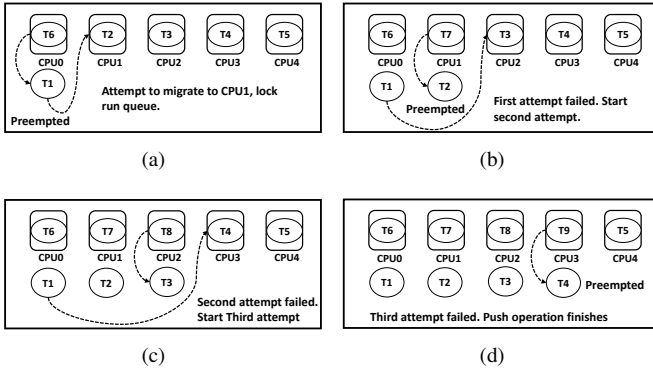 T6 T2 T3 T4 T5
CPU0 CPU1 CPU2 CPU3 CPU4
T1
Attempt to migrate to CPU1, lock
run queue.
Preempted
(a)
T6 T7 T3 T4 T5
CPU0 CPU1 CPU2 CPU3 CPU4
T1 T2
Preempted
First attempt failed. Start
second attempt.
(b)
T6 T7 T8 T4 T5
CPU0 CPU1 CPU2 CPU3 CPU4
T1 T2 T3
Second attempt failed.
Start Third attempt
(c)
T6 T7 T8 T9 T5
CPU0 CPU1 CPU2 CPU3 CPU4
T1 T2 T3 T4 Preempted
Third attempt failed. Push operation finishes
(d)